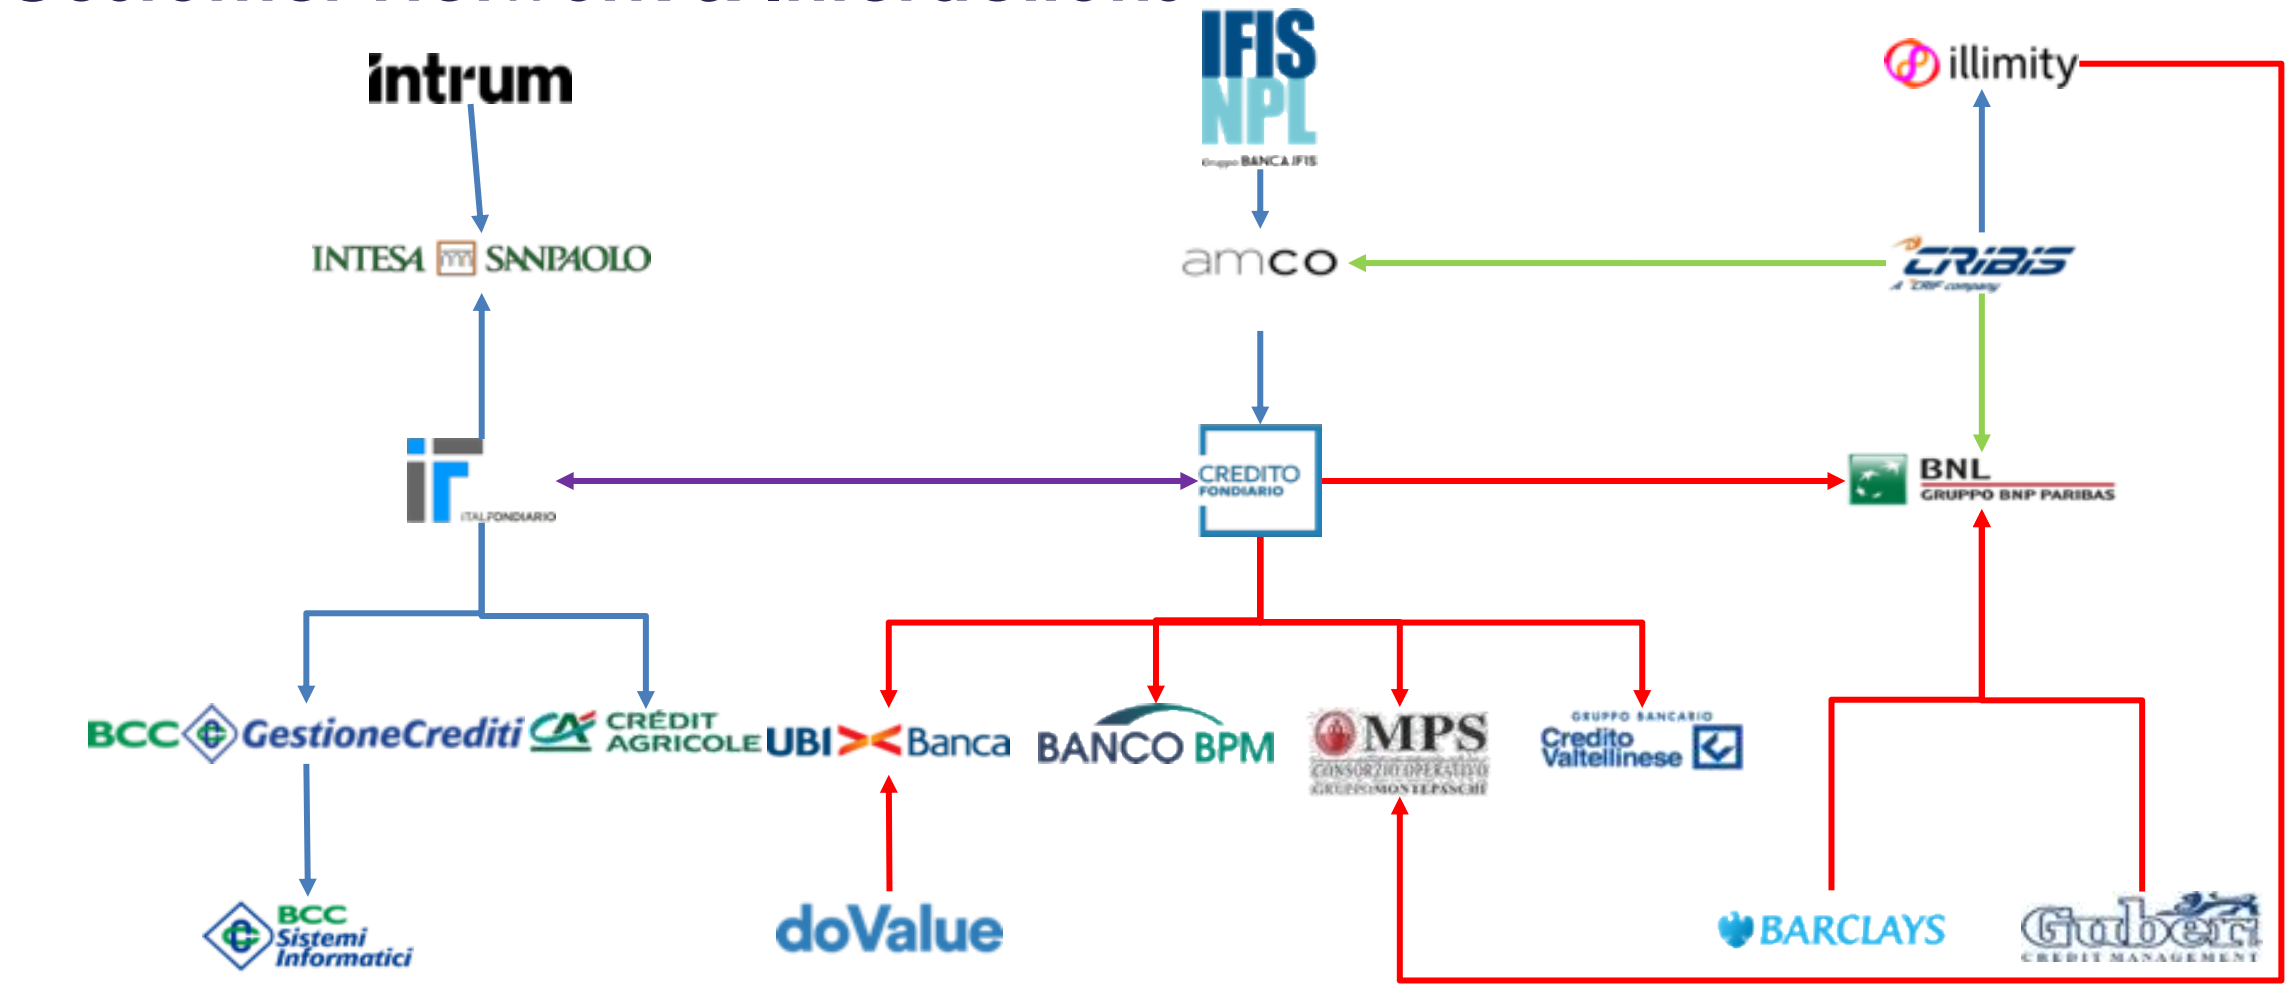 intrum
IFIS
NPL
Gruppo BANCA IFIS
illimity
INTESA SANPAOLO
amco
CRIBIS
A CRIF company
ITALFONDIARIO
CREDITO
FONDIARIO
BNL
GRUPPO BNP PARIBAS
BCC GestioneCrediti
CRÉDIT
AGRICOLE
UBI Banca
BANCO BPM
MPS
CONSORZIO OPERATIVO
GRUPPO MONTEPASCHI
GRUPPO BANCARIO
Credito
Valtellinese
BCC
Sistemi
Informatici
doValue
BARCLAYS
Guber
CREDIT MANAGEMENT